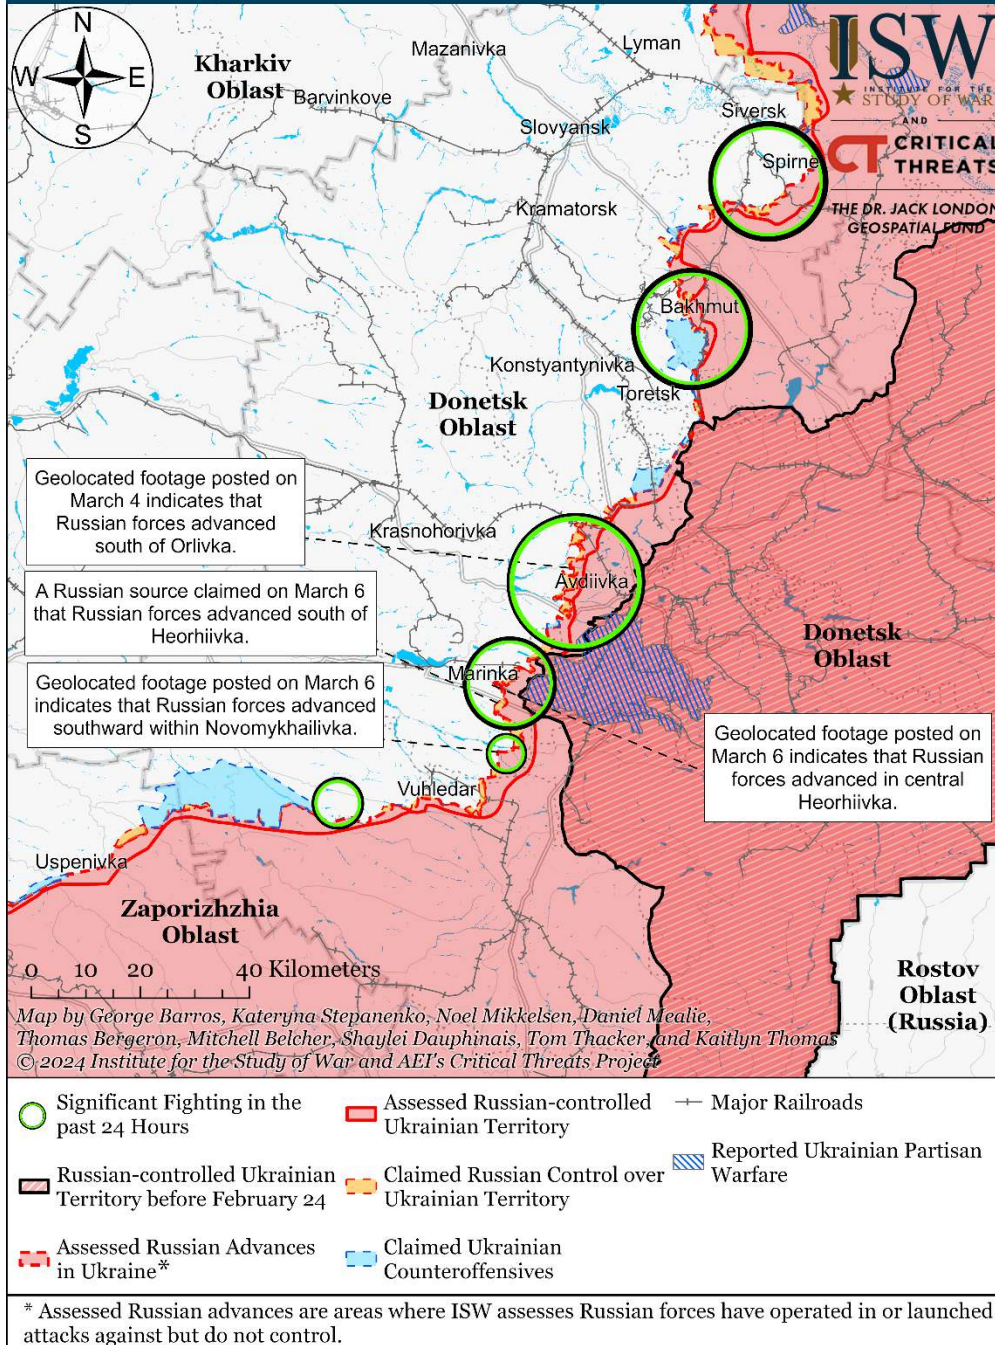 N
W
E
S
Kharkiv
Oblast
Mazanivka
Lyman
Barvinkove
Slovyansk
Siversk
Spirne
Kramatorsk
ISW
INSTITUTE FOR THE
STUDY OF WAR
AND
CT CRITICAL
THREATS
THE DR. JACK LONDON
GEOSPATIAL FUND
Bakhmut
Konstyantynivka
Toretsk
Donetsk
Oblast
Geolocated footage posted on
March 4 indicates that
Russian forces advanced
south of Orlivka.
Krasnohorivka
Avdiivka
A Russian source claimed on March 6
that Russian forces advanced south of
Heorhiivka.
Donetsk
Oblast
Marinka
Geolocated footage posted on March 6
indicates that Russian forces advanced
southward within Novomykhailivka.
Geolocated footage posted on
March 6 indicates that Russian
forces advanced in central
Heorhiivka.
Vuhledar
Uspenivka
Zaporizhzhia
Oblast
Rostov
Oblast
(Russia)
0 10 20 40 Kilometers
Map by George Barros, Kateryna Stepanenko, Noel Mikkelsen, Daniel Mealie,
Thomas Bergeron, Mitchell Belcher, Shaylei Dauphinais, Tom Thacker, and Kaitlyn Thomas
© 2024 Institute for the Study of War and AEI's Critical Threats Project
Significant Fighting in the
past 24 Hours
Russian-controlled Ukrainian
Territory before February 24
Assessed Russian Advances
in Ukraine*
Assessed Russian-controlled
Ukrainian Territory
Claimed Russian Control over
Ukrainian Territory
Claimed Ukrainian
Counteroffensives
Major Railroads
Reported Ukrainian Partisan
Warfare
* Assessed Russian advances are areas where ISW assesses Russian forces have operated in or launched
attacks against but do not control.